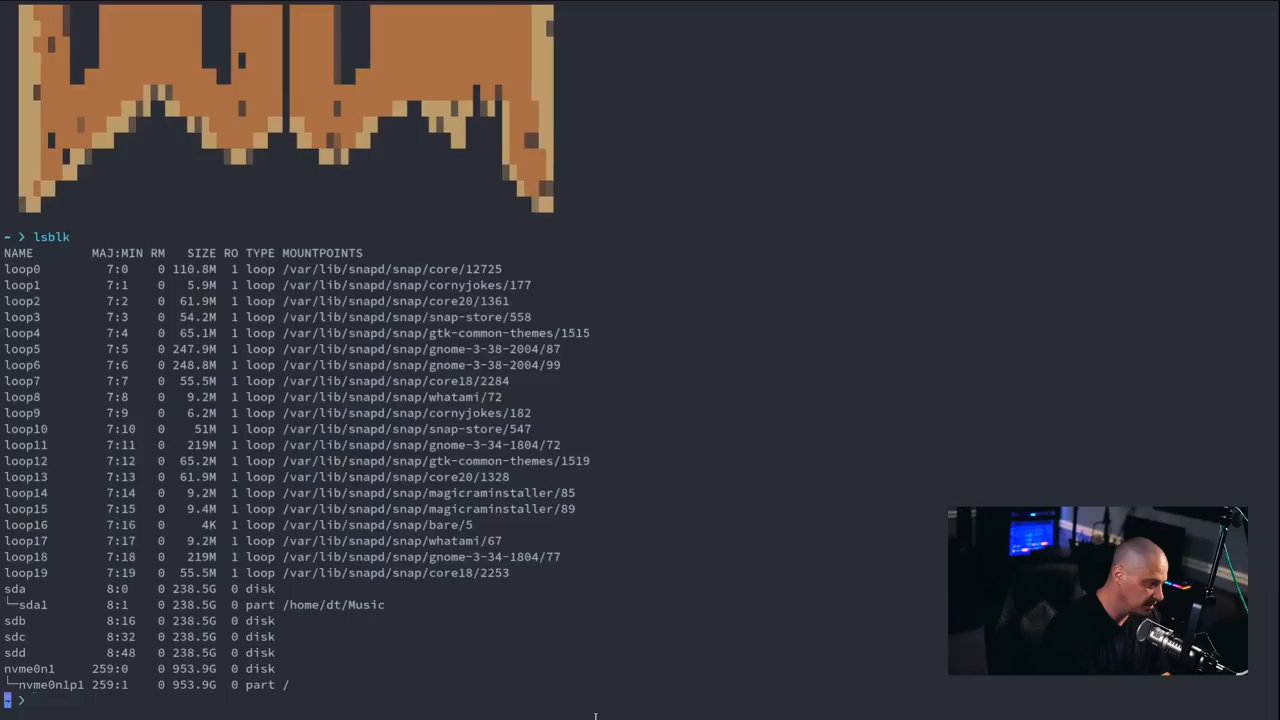 ~ > lsblk
NAME MAJ:MIN RM SIZE RO TYPE MOUNTPOINTS
loop0 7:0 0 110.8M 1 loop /var/lib/snapd/snap/core/12725
loop1 7:1 0 5.9M 1 loop /var/lib/snapd/snap/cornyjokes/177
loop2 7:2 0 61.9M 1 loop /var/lib/snapd/snap/core20/1361
loop3 7:3 0 54.2M 1 loop /var/lib/snapd/snap/snap-store/558
loop4 7:4 0 65.1M 1 loop /var/lib/snapd/snap/gtk-common-themes/1515
loop5 7:5 0 247.9M 1 loop /var/lib/snapd/snap/gnome-3-38-2004/87
loop6 7:6 0 248.8M 1 loop /var/lib/snapd/snap/gnome-3-38-2004/99
loop7 7:7 0 55.5M 1 loop /var/lib/snapd/snap/core18/2284
loop8 7:8 0 9.2M 1 loop /var/lib/snapd/snap/whatami/72
loop9 7:9 0 6.2M 1 loop /var/lib/snapd/snap/cornyjokes/182
loop10 7:10 0 51M 1 loop /var/lib/snapd/snap/snap-store/547
loop11 7:11 0 219M 1 loop /var/lib/snapd/snap/gnome-3-34-1804/72
loop12 7:12 0 65.2M 1 loop /var/lib/snapd/snap/gtk-common-themes/1519
loop13 7:13 0 61.9M 1 loop /var/lib/snapd/snap/core20/1328
loop14 7:14 0 9.2M 1 loop /var/lib/snapd/snap/magicraminstaller/85
loop15 7:15 0 9.4M 1 loop /var/lib/snapd/snap/magicraminstaller/89
loop16 7:16 0 4K 1 loop /var/lib/snapd/snap/bare/5
loop17 7:17 0 9.2M 1 loop /var/lib/snapd/snap/whatami/67
loop18 7:18 0 219M 1 loop /var/lib/snapd/snap/gnome-3-34-1804/77
loop19 7:19 0 55.5M 1 loop /var/lib/snapd/snap/core18/2253
sda 8:0 0 238.5G 0 disk
└─sda1 8:1 0 238.5G 0 part /home/dt/Music
sdb 8:16 0 238.5G 0 disk
sdc 8:32 0 238.5G 0 disk
sdd 8:48 0 238.5G 0 disk
nvme0n1 259:0 0 953.9G 0 disk
└─nvme0n1p1 259:1 0 953.9G 0 part /
~ >